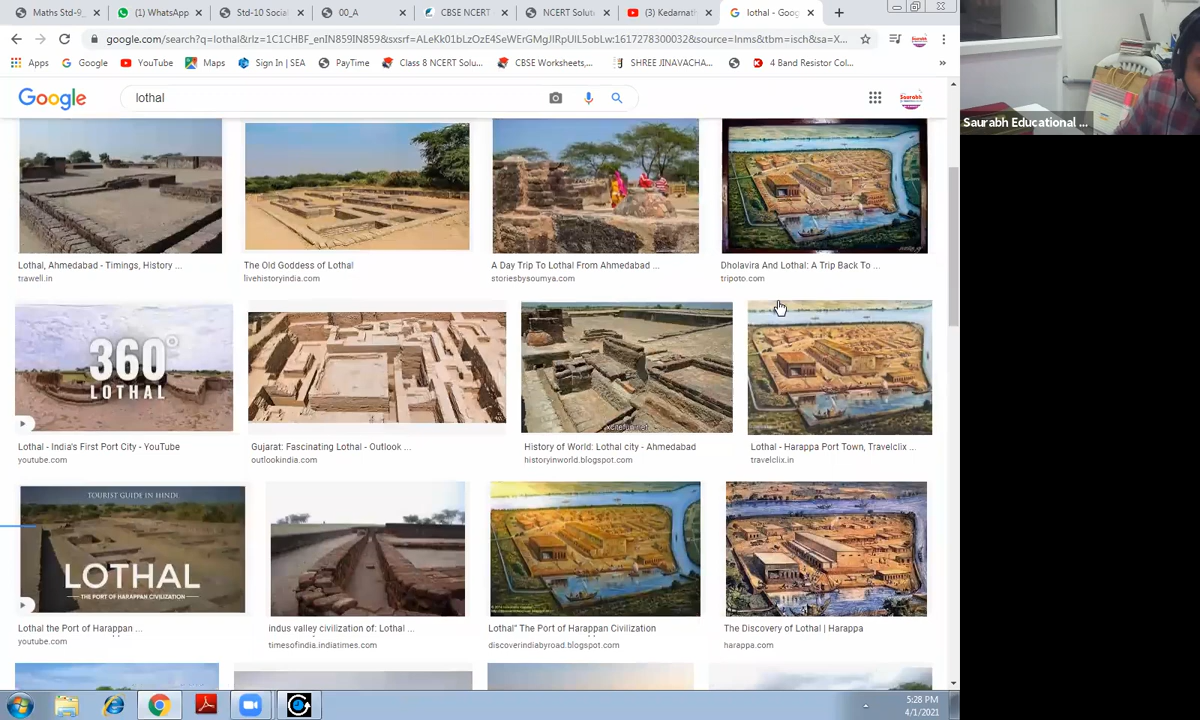 Maths Std-9_
(1) WhatsApp
Std-10 Social
00_A
CBSE NCERT
NCERT Soluti
(3) Kedarnat
lothal - Goog
google.com/search?q=lothal&rlz=1C1CHBF_enIN859IN859&sxsrf=ALeKk01bLzOzE4SeWErGMgJIRpUIL5obLw:1617278300032&source=lnms&tbm=isch&sa=X...
Apps
Google
YouTube
Maps
Sign In | SEA
PayTime
Class 8 NCERT Solu...
CBSE Worksheets,...
SHREE JINAVACHA...
4 Band Resistor Col...
»
Google
lothal
Saurabh
Saurabh Educational ...
Lothal, Ahmedabad - Timings, History ...
trawell.in
The Old Goddess of Lothal
livehistoryindia.com
A Day Trip To Lothal From Ahmedabad ...
storiesbysoumya.com
Dholavira And Lothal: A Trip Back To ...
tripoto.com
360°
LOTHAL
Lothal - India's First Port City - YouTube
youtube.com
Gujarat: Fascinating Lothal - Outlook ...
outlookindia.com
History of World: Lothal city - Ahmedabad
historyinworld.blogspot.com
Lothal - Harappa Port Town, Travelclix ...
travelclix.in
TOURIST GUIDE IN HINDI
LOTHAL
THE PORT OF HARAPPAN CIVILIZATION
Lothal the Port of Harappan ...
youtube.com
indus valley civilization of: Lothal ...
timesofindia.indiatimes.com
Lothal" The Port of Harappan Civilization
discoverindiabyroad.blogspot.com
The Discovery of Lothal | Harappa
harappa.com
5:28 PM
4/1/2021